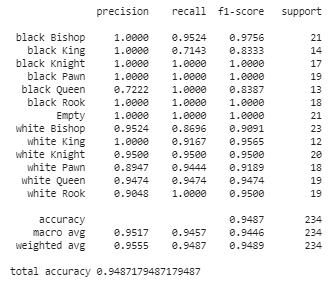 precision recall f1-score support
black Bishop 1.0000 0.9524 0.9756 21
black King 1.0000 0.7143 0.8333 14
black Knight 1.0000 1.0000 1.0000 17
black Pawn 1.0000 1.0000 1.0000 19
black Queen 0.7222 1.0000 0.8387 13
black Rook 1.0000 1.0000 1.0000 18
Empty 1.0000 1.0000 1.0000 21
white Bishop 0.9524 0.8696 0.9091 23
white King 1.0000 0.9167 0.9565 12
white Knight 0.9500 0.9500 0.9500 20
white Pawn 0.8947 0.9444 0.9189 18
white Queen 0.9474 0.9474 0.9474 19
white Rook 0.9048 1.0000 0.9500 19
accuracy 0.9487 234
macro avg 0.9517 0.9457 0.9446 234
weighted avg 0.9555 0.9487 0.9489 234
total accuracy 0.9487179487179487